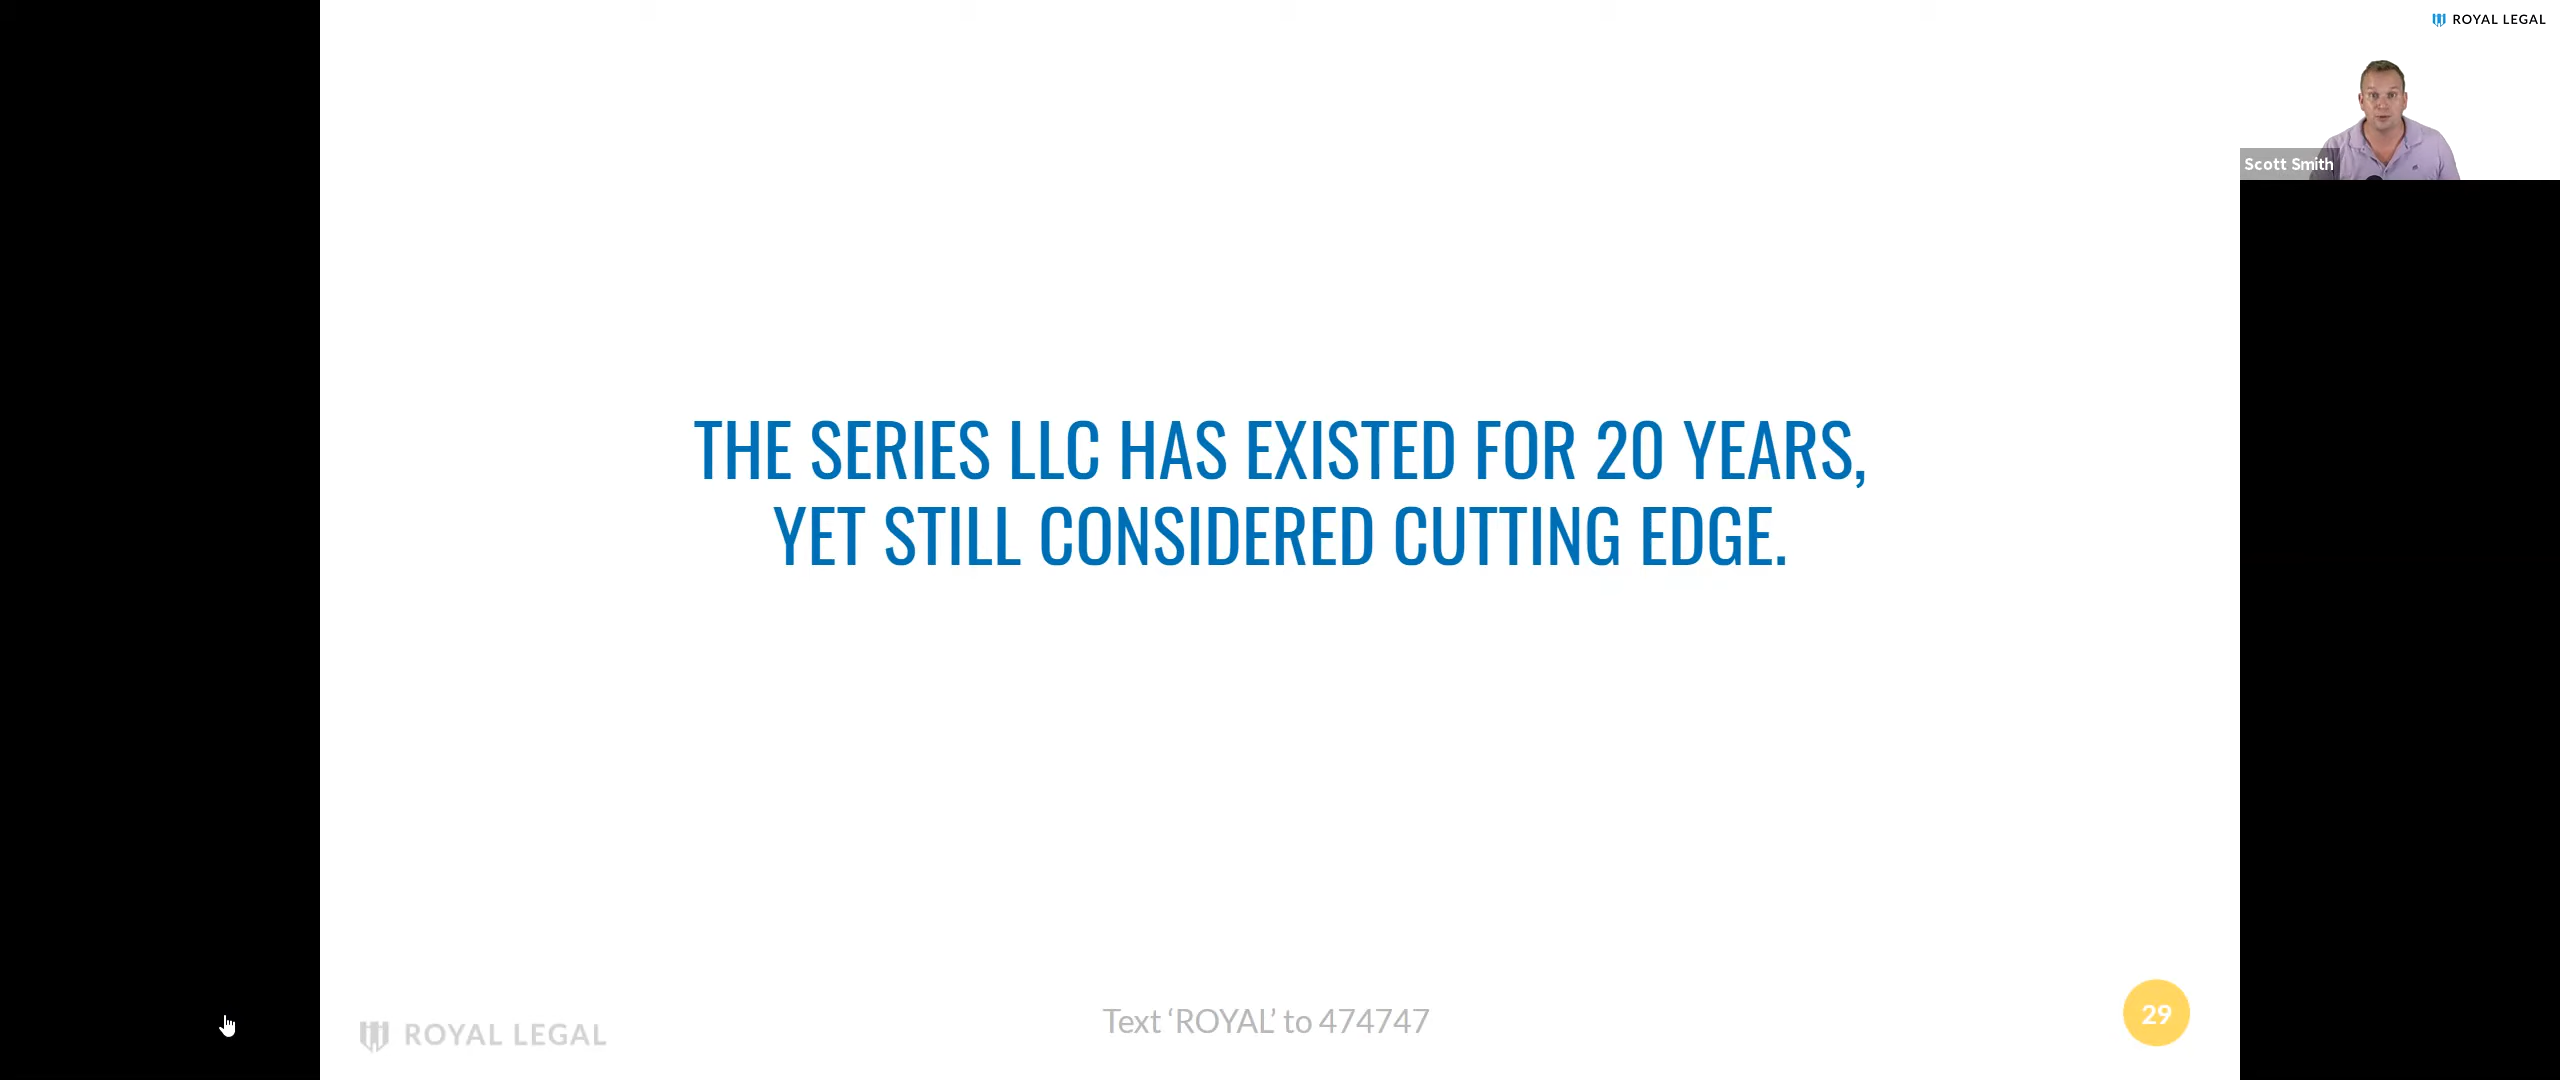 ROYAL LEGAL
Scott Smith
THE SERIES LLC HAS EXISTED FOR 20 YEARS,
YET STILL CONSIDERED CUTTING EDGE.
ROYAL LEGAL
Text ‘ROYAL’ to 474747
29